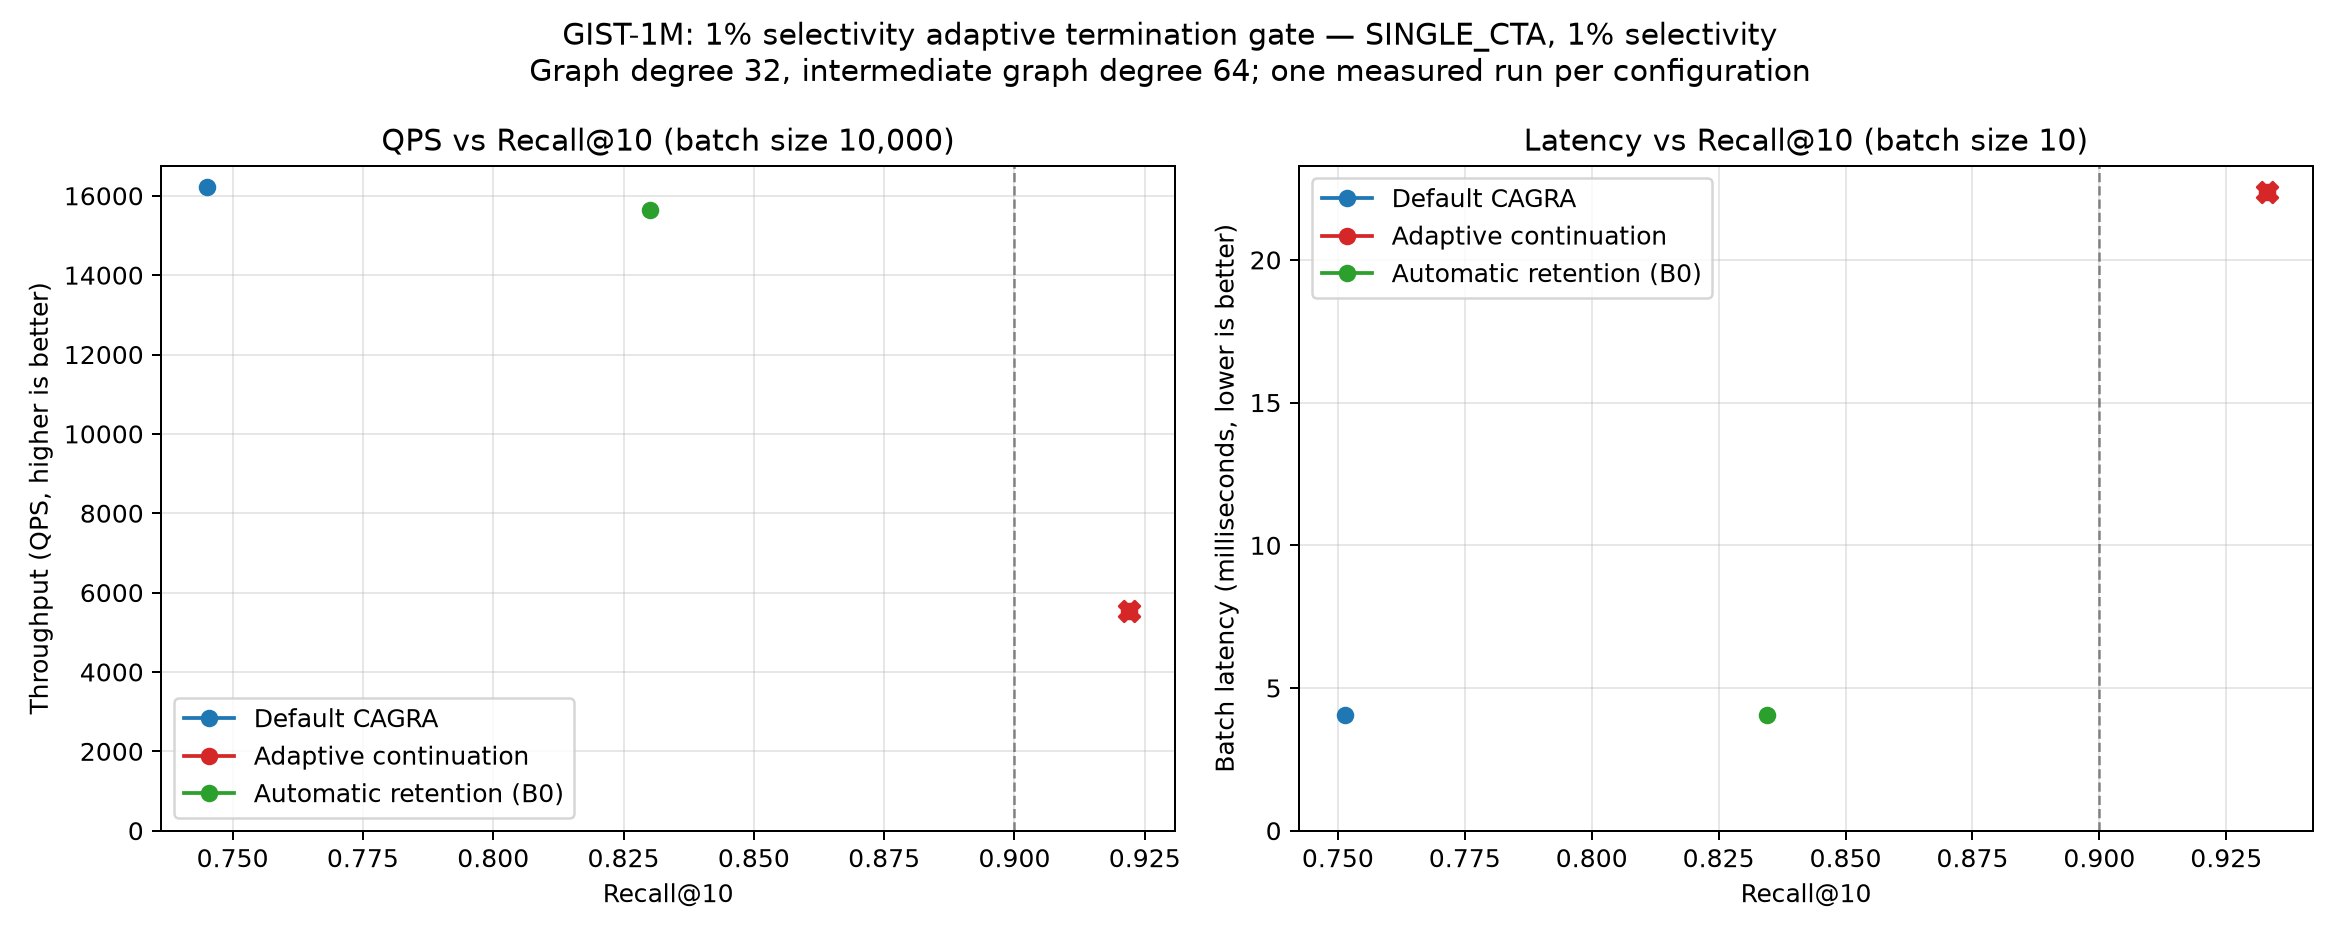 GIST-1M: 1% selectivity adaptive termination gate — SINGLE_CTA, 1% selectivity
Graph degree 32, intermediate graph degree 64; one measured run per configuration
QPS vs Recall@10 (batch size 10,000)
Throughput (QPS, higher is better)
16000
14000
12000
10000
8000
6000
4000
2000
0
Default CAGRA
Adaptive continuation
Automatic retention (B0)
0.750 0.775 0.800 0.825 0.850 0.875 0.900 0.925
Recall@10
Latency vs Recall@10 (batch size 10)
Batch latency (milliseconds, lower is better)
Default CAGRA
Adaptive continuation
Automatic retention (B0)
20
15
10
5
0
0.750 0.775 0.800 0.825 0.850 0.875 0.900 0.925
Recall@10